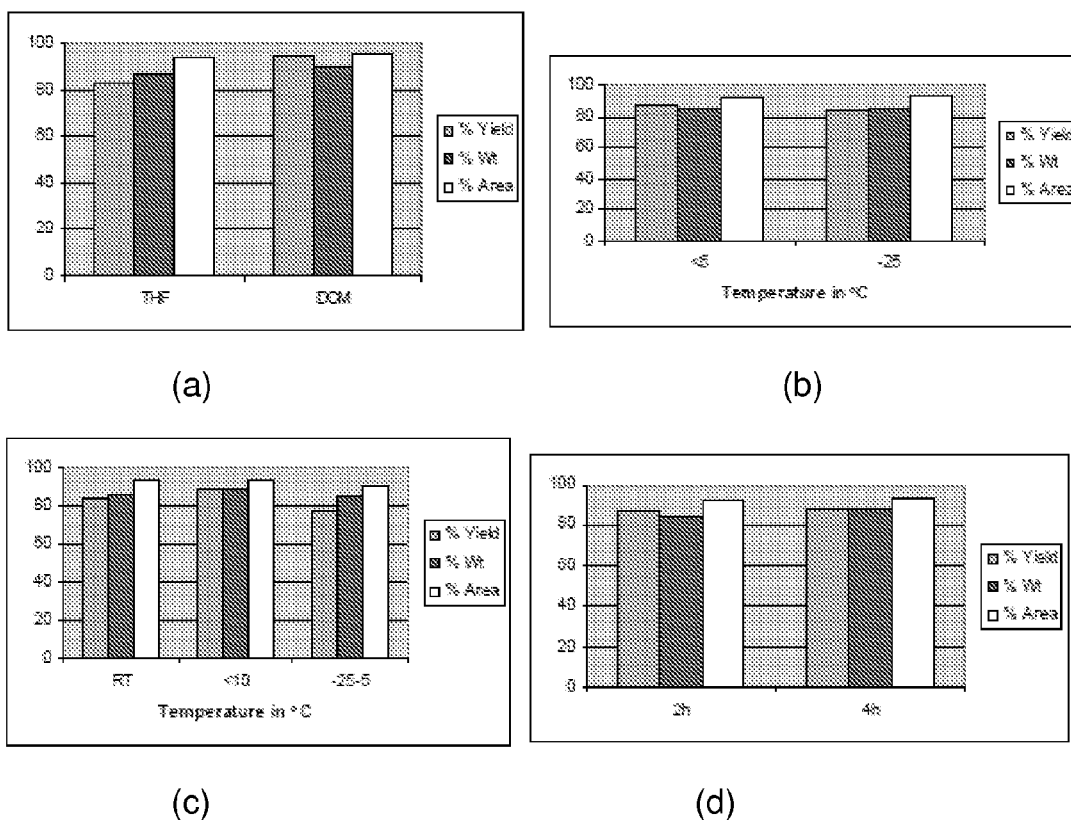 100
80
60
40
20
0
THF
DCM
% Yield
% Wt
% Area
(a)
100
80
60
40
20
0
<5
-25
Temperature in °C
% Yield
% Wt
% Area
(b)
100
80
60
40
20
0
RT
<10
-25-5
Temperature in °C
% Yield
% Wt
% Area
(c)
100
80
60
40
20
0
2h
4h
% Yield
% Wt
% Area
(d)